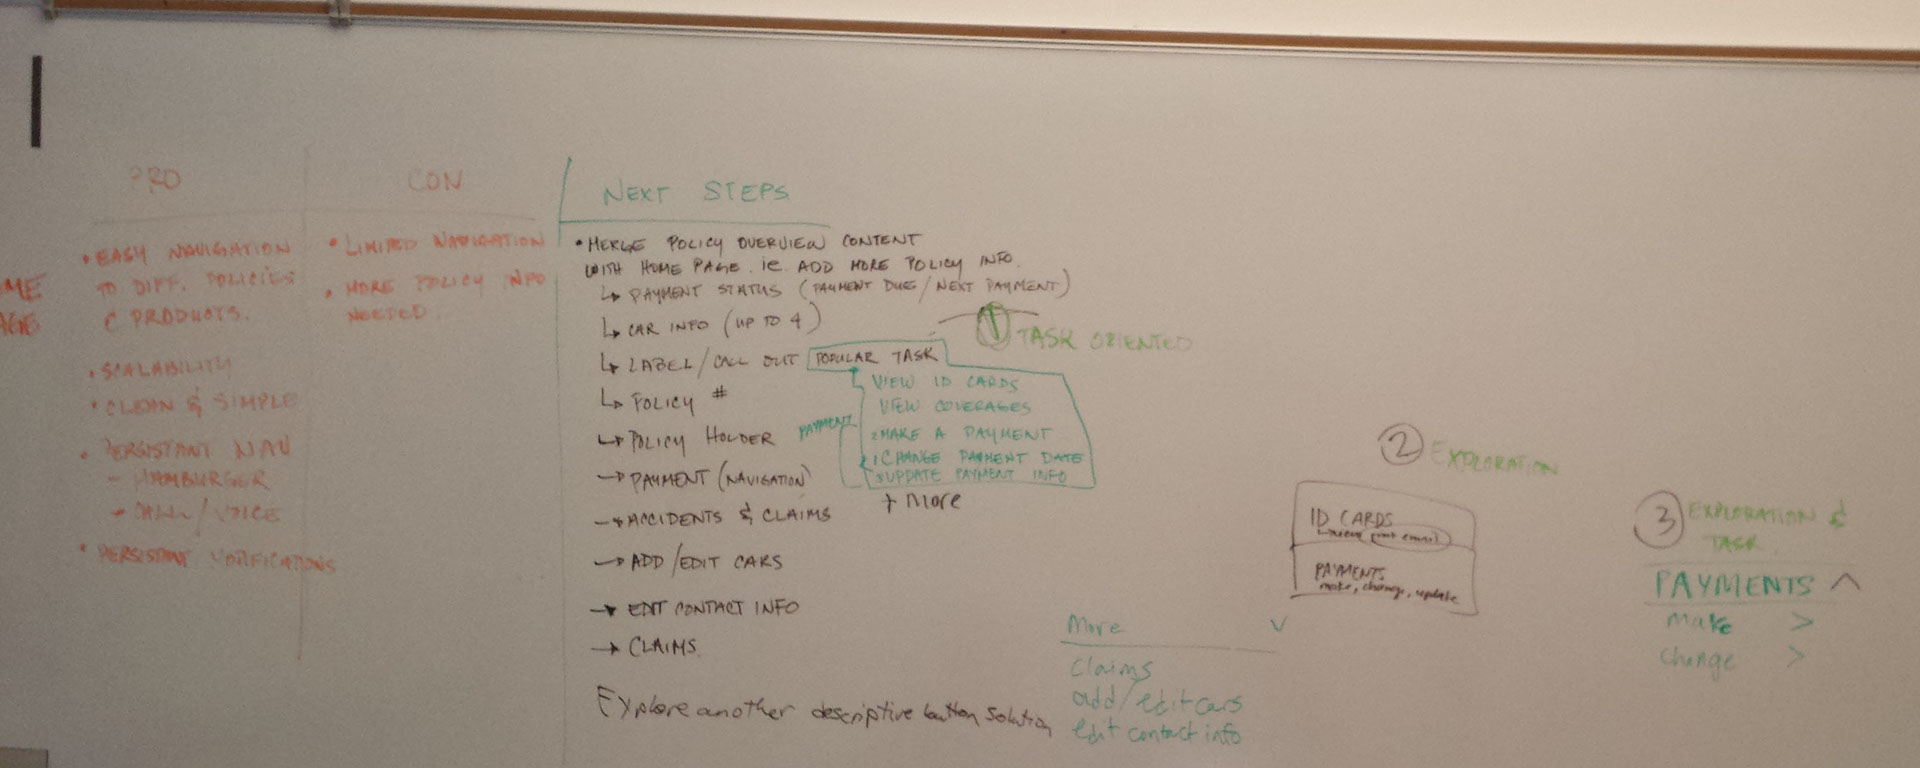 PRO
CON
NEXT STEPS
ME
AGE
• EASY NAVIGATION
TO DIFF. POLICIES
& PRODUCTS.
• SCALABILITY
• CLEAN & SIMPLE
• PERSISTANT NAV
– HAMBURGER
→ CALL/VOICE
• PERSISTANT NOTIFICATIONS
• LIMITED NAVIGATION
• MORE POLICY INFO
NEEDED.
• MERGE POLICY OVERVIEW CONTENT
WITH HOME PAGE. ie. ADD MORE POLICY INFO.
↳ PAYMENT STATUS (PAYMENT DUE/NEXT PAYMENT)
↳ CAR INFO (UP TO 4)
↳ LABEL/CALL OUT POPULAR TASK
↳ POLICY #
↳ POLICY HOLDER
→ PAYMENT (NAVIGATION)
→ ACCIDENTS & CLAIMS
→ ADD/EDIT CARS
→ EDIT CONTACT INFO
→ CLAIMS.
Explore another descriptive button solution
1 TASK ORIENTED
VIEW ID CARDS
VIEW COVERAGES
PAYMENT
2 MAKE A PAYMENT
1 CHANGE PAYMENT DATE
3 UPDATE PAYMENT INFO
+ More
More ∨
Claims
add/edit cars
edit contact info
2 EXPLORATION
ID CARDS
PAYMENTS
make, change, update
3 EXPLORATION &
TASK
PAYMENTS ^
make >
change >